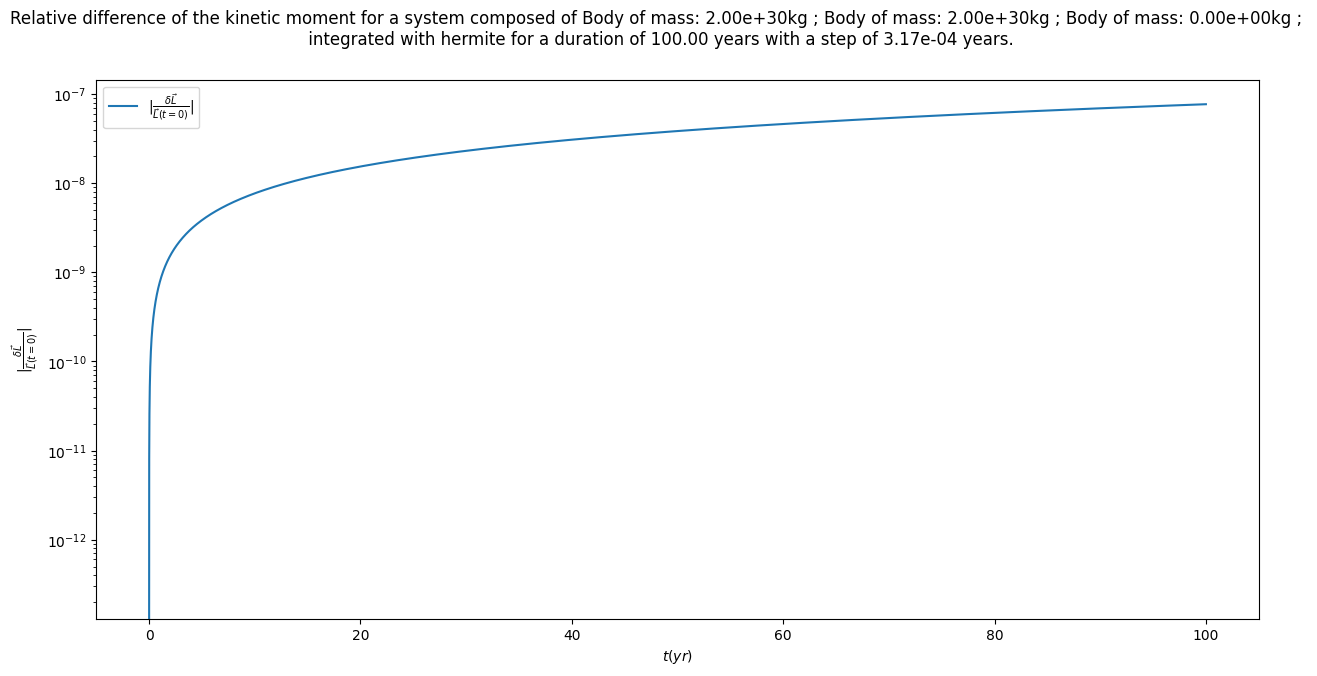 Relative difference of the kinetic moment for a system composed of Body of mass: 2.00e+30kg ; Body of mass: 2.00e+30kg ; Body of mass: 0.00e+00kg ;
integrated with hermite for a duration of 100.00 years with a step of 3.17e-04 years.
|δL⃗/L⃗(t = 0)|
10⁻⁷
10⁻⁸
10⁻⁹
10⁻¹⁰
10⁻¹¹
10⁻¹²
|δL⃗/L⃗(t = 0)|
0 20 40 60 80 100
t(yr)